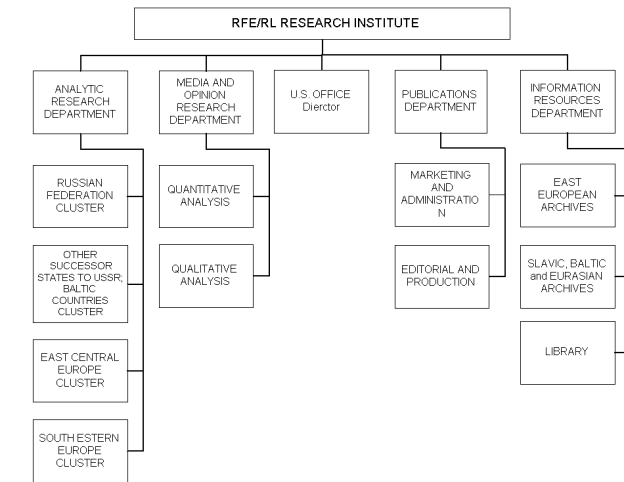 RFE/RL RESEARCH INSTITUTE
ANALYTIC
RESEARCH
DEPARTMENT
MEDIA AND
OPINION
RESEARCH
DEPARTMENT
U.S. OFFICE
Dierctor
PUBLICATIONS
DEPARTMENT
INFORMATION
RESOURCES
DEPARTMENT
RUSSIAN
FEDERATION
CLUSTER
QUANTITATIVE
ANALYSIS
MARKETING
AND
ADMINISTRATIO
N
EAST
EUROPEAN
ARCHIVES
OTHER
SUCCESSOR
STATES TO USSR;
BALTIC
COUNTRIES
CLUSTER
QUALITATIVE
ANALYSIS
EDITORIAL AND
PRODUCTION
SLAVIC, BALTIC
and EURASIAN
ARCHIVES
EAST CENTRAL
EUROPE
CLUSTER
LIBRARY
SOUTH ESTERN
EUROPE
CLUSTER